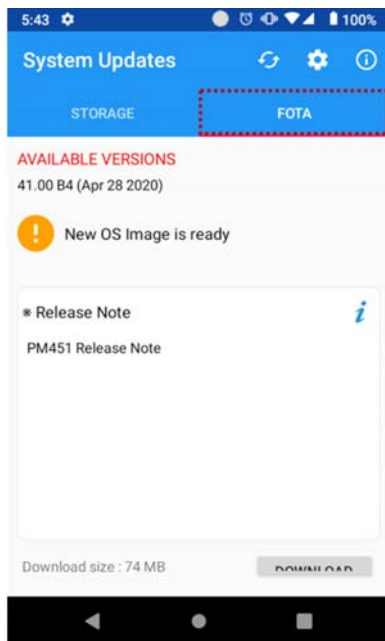 5:43 100%
System Updates
STORAGE FOTA
AVAILABLE VERSIONS
41.00 B4 (Apr 28 2020)
New OS Image is ready
※ Release Note
PM451 Release Note
Download size : 74 MB DOWNLOAD